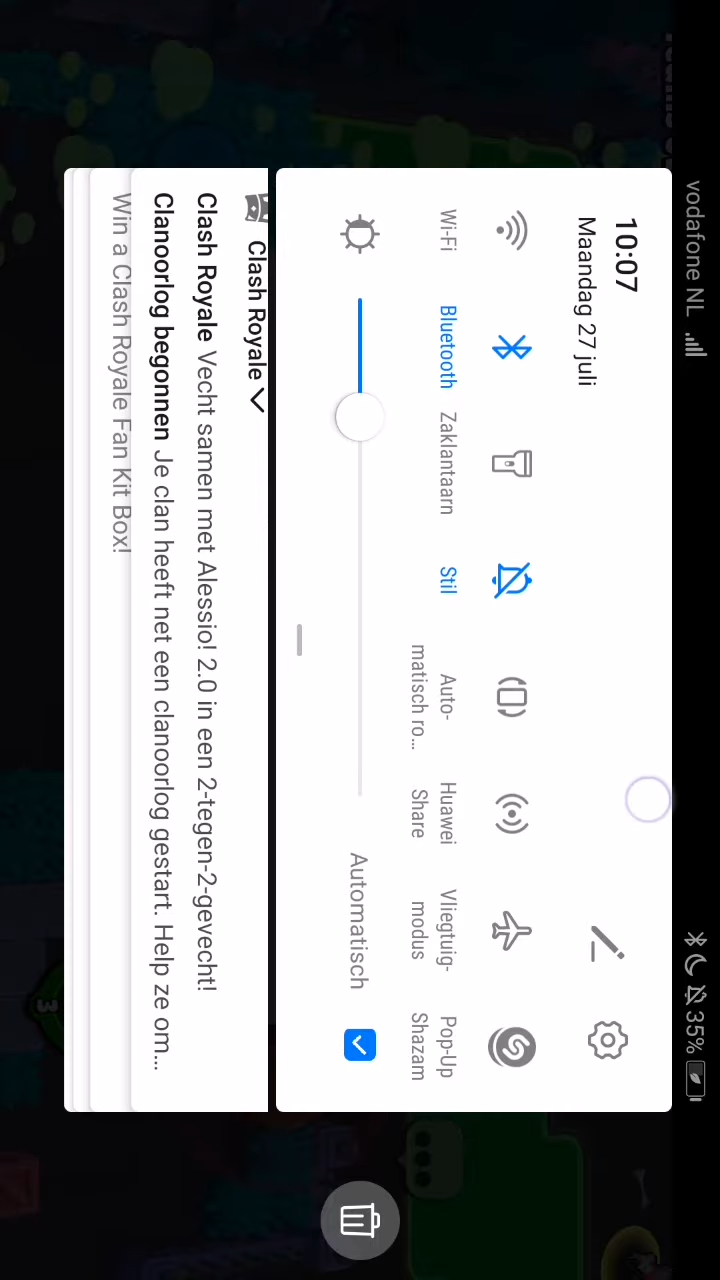 vodafone NL
35%
10:07
Maandag 27 juli
Wi-Fi
Bluetooth
Zaklantaarn
Stil
Auto-
matisch ro...
Huawei
Share
Vliegtuig-
modus
Pop-Up
Shazam
Automatisch
Clash Royale
Clash Royale Vecht samen met Alessio! 2.0 in een 2-tegen-2-gevecht!
Clanoorlog begonnen Je clan heeft net een clanoorlog gestart. Help ze om...
Win a Clash Royale Fan Kit Box!
3